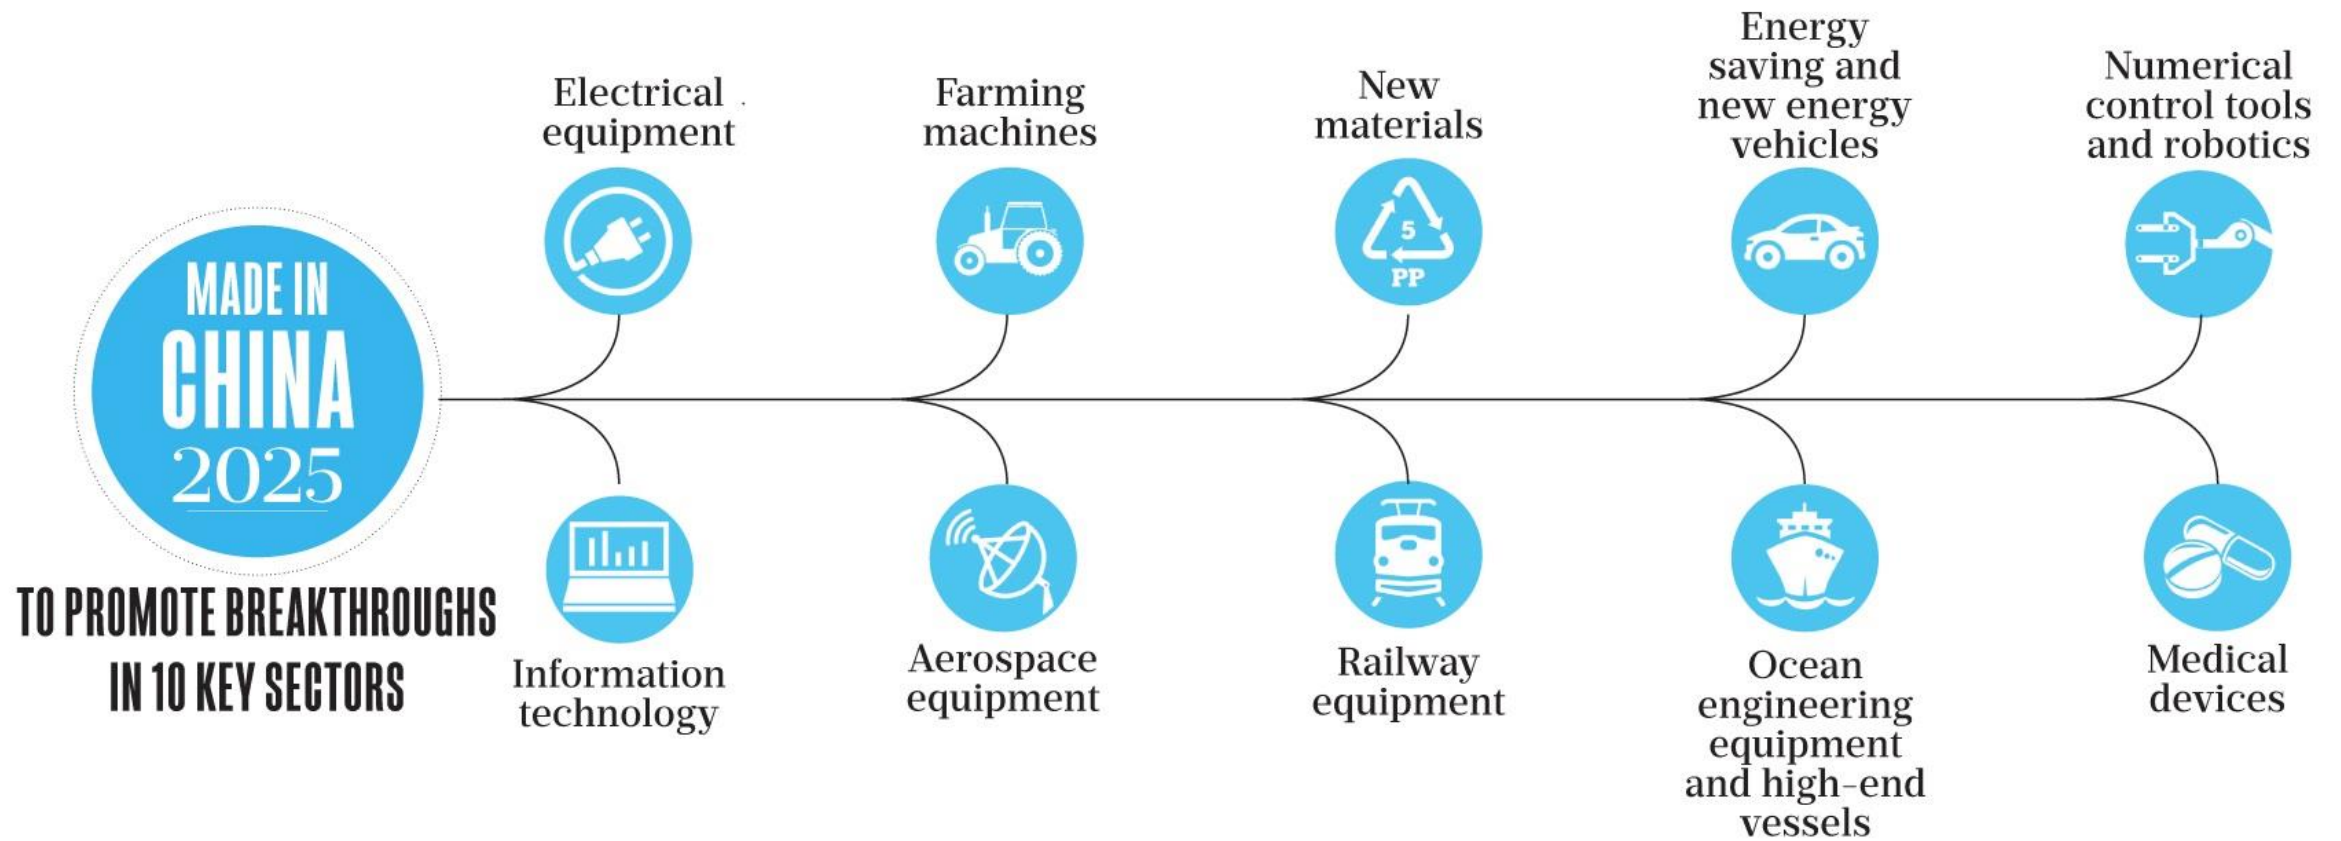 MADE IN
CHINA
2025
TO PROMOTE BREAKTHROUGHS
IN 10 KEY SECTORS
Electrical
equipment
Farming
machines
New
materials
5
PP
Energy
saving and
new energy
vehicles
Numerical
control tools
and robotics
Information
technology
Aerospace
equipment
Railway
equipment
Ocean
engineering
equipment
and high-end
vessels
Medical
devices